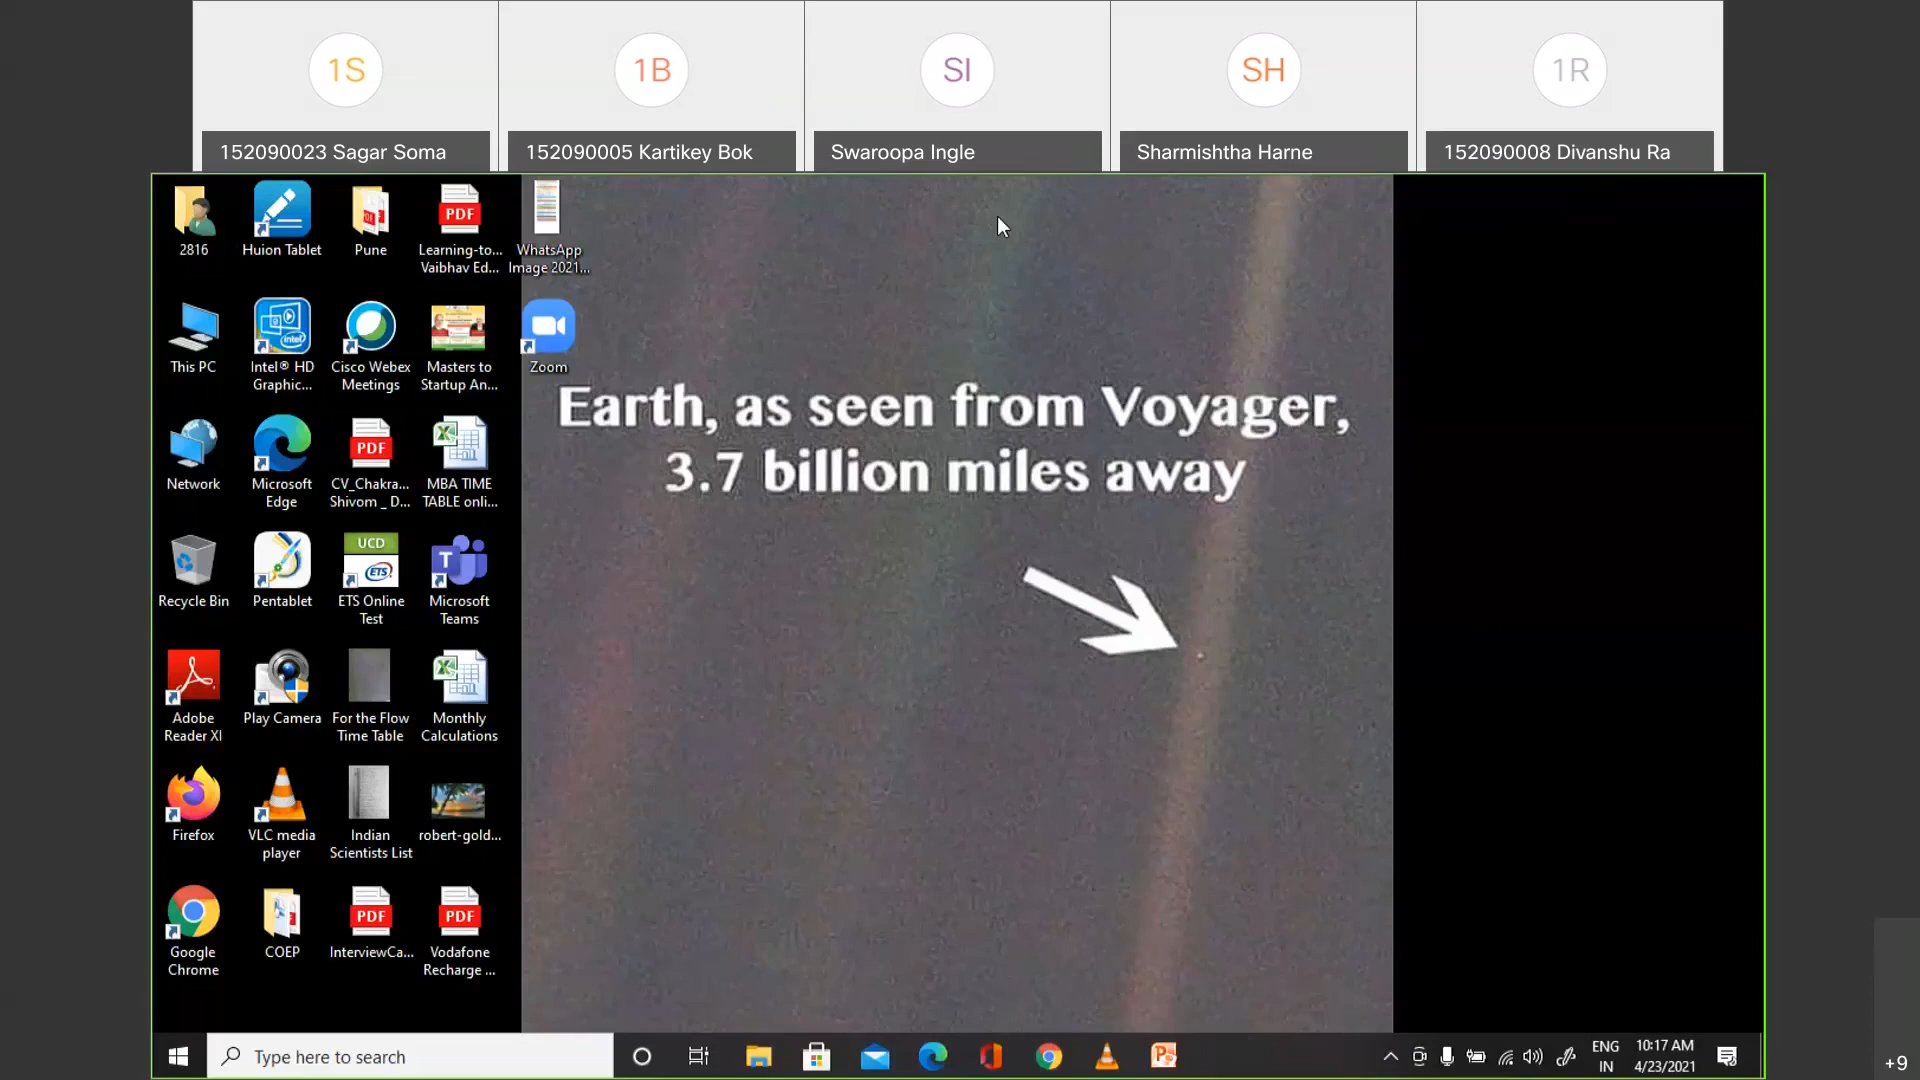 1S
1B
SI
SH
1R
152090023 Sagar Soma
152090005 Kartikey Bok
Swaroopa Ingle
Sharmishtha Harne
152090008 Divanshu Ra
2816
Huion Tablet
Pune
PDF
Learning-to...
Vaibhav Ed...
WhatsApp
Image 2021...
This PC
intel
Intel® HD
Graphic...
Cisco Webex
Meetings
Masters to
Startup An...
Zoom
Earth, as seen from Voyager,
3.7 billion miles away
Network
Microsoft
Edge
PDF
CV_Chakra...
Shivom _ D...
MBA TIME
TABLE onli...
Recycle Bin
Pentablet
UCD
ETS
ETS Online
Test
T
Microsoft
Teams
Adobe
Reader XI
Play Camera
For the Flow
Time Table
Monthly
Calculations
Firefox
VLC media
player
Indian
Scientists List
robert-gold...
Google
Chrome
COEP
PDF
InterviewCa...
PDF
Vodafone
Recharge ...
Type here to search
ENG
IN
10:17 AM
4/23/2021
+9